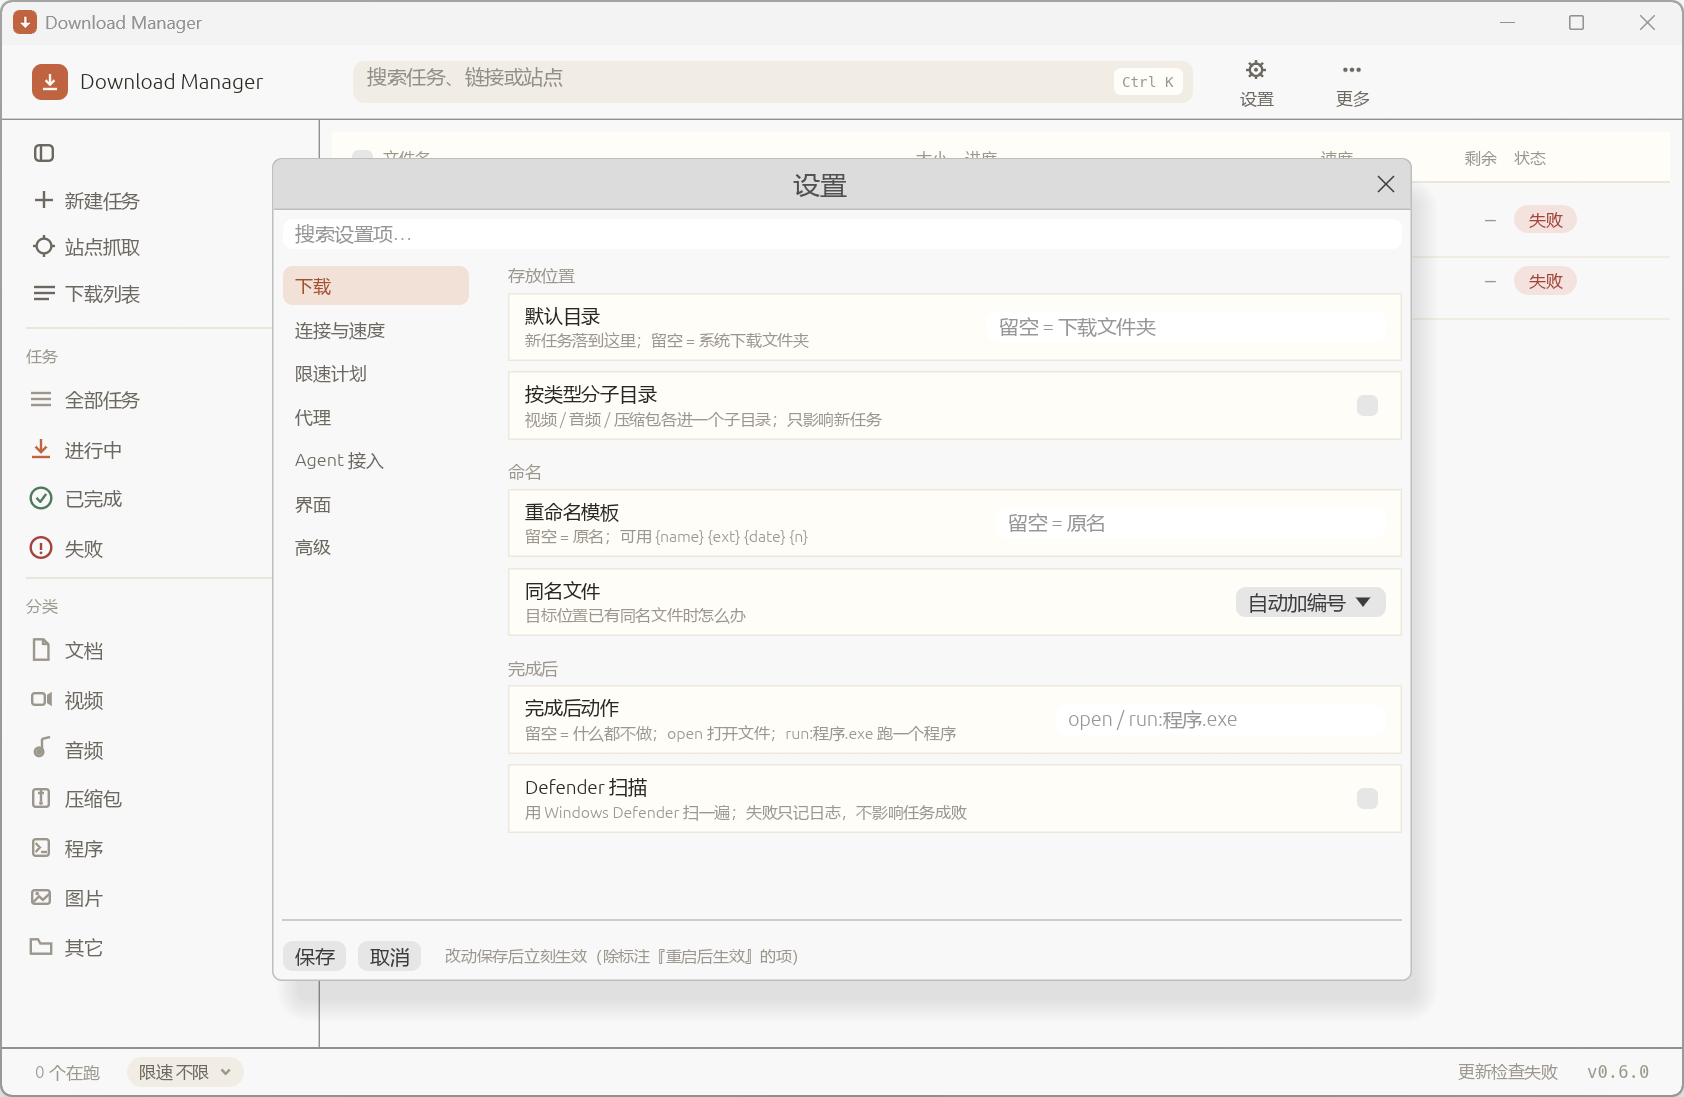 Download Manager
Download Manager
搜索任务、链接或站点
Ctrl K
设置
更多
新建任务
站点抓取
下载列表
任务
全部任务
进行中
已完成
失败
分类
文档
视频
音频
压缩包
程序
图片
其它
文件名
大小
进度
速度
剩余
状态
–
失败
–
失败
设置
搜索设置项...
下载
连接与速度
限速计划
代理
Agent 接入
界面
高级
存放位置
默认目录
新任务落到这里；留空 = 系统下载文件夹
留空 = 下载文件夹
按类型分子目录
视频 / 音频 / 压缩包各进一个子目录；只影响新任务
命名
重命名模板
留空 = 原名；可用 {name} {ext} {date} {n}
留空 = 原名
同名文件
目标位置已有同名文件时怎么办
自动加编号
完成后
完成后动作
留空 = 什么都不做；open 打开文件；run:程序.exe 跑一个程序
open / run:程序.exe
Defender 扫描
用 Windows Defender 扫一遍；失败只记日志，不影响任务成败
保存
取消
改动保存后立刻生效（除标注『重启后生效』的项）
0 个在跑
限速 不限
更新检查失败
v0.6.0